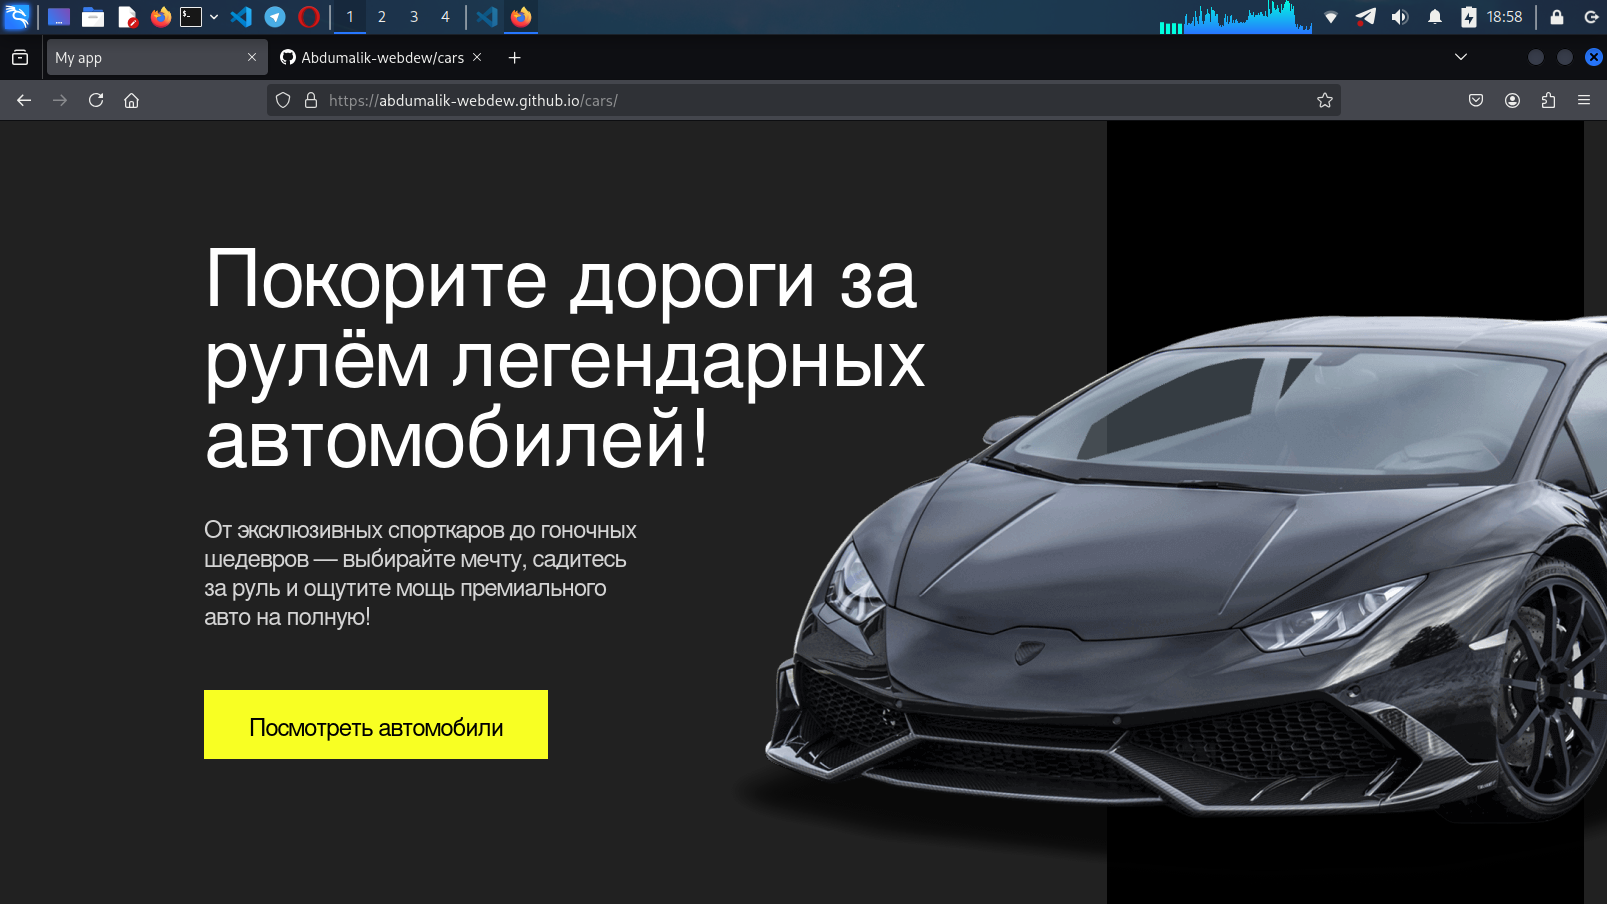 1 2 3 4
18:58
My app
Abdumalik-webdew/cars
https://abdumalik-webdew.github.io/cars/
Покорите дороги за
рулём легендарных
автомобилей!
От эксклюзивных спорткаров до гоночных
шедевров — выбирайте мечту, садитесь
за руль и ощутите мощь премиального
авто на полную!
Посмотреть автомобили